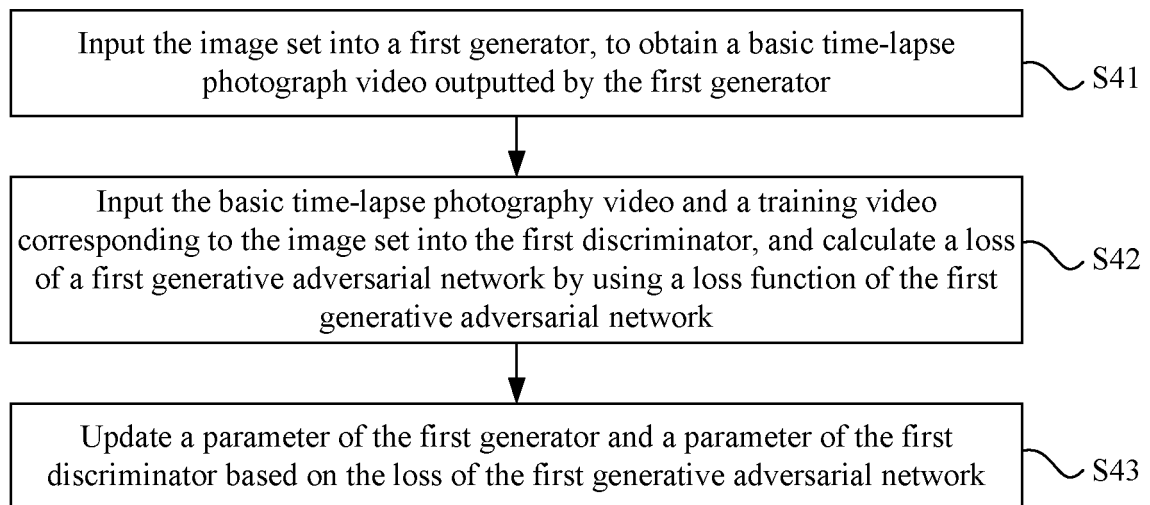 Input the image set into a first generator, to obtain a basic time-lapse
photograph video outputted by the first generator
S41
Input the basic time-lapse photography video and a training video
corresponding to the image set into the first discriminator, and calculate a loss
of a first generative adversarial network by using a loss function of the first
generative adversarial network
S42
Update a parameter of the first generator and a parameter of the first
discriminator based on the loss of the first generative adversarial network
S43